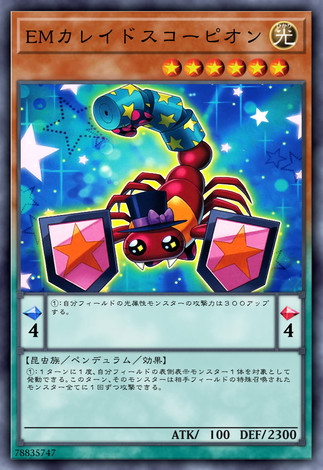 EMカレイドスコーピオン
光
4
①：自分フィールドの光属性モンスターの攻撃力は３００アップ
する。
4
【昆虫族／ペンデュラム／効果】
①：１ターンに１度、自分フィールドの表側表示モンスター１体を対象として
発動できる。このターン、そのモンスターは相手フィールドの特殊召喚された
モンスター全てに１回ずつ攻撃できる。
ATK/ 100 DEF/2300
78835747